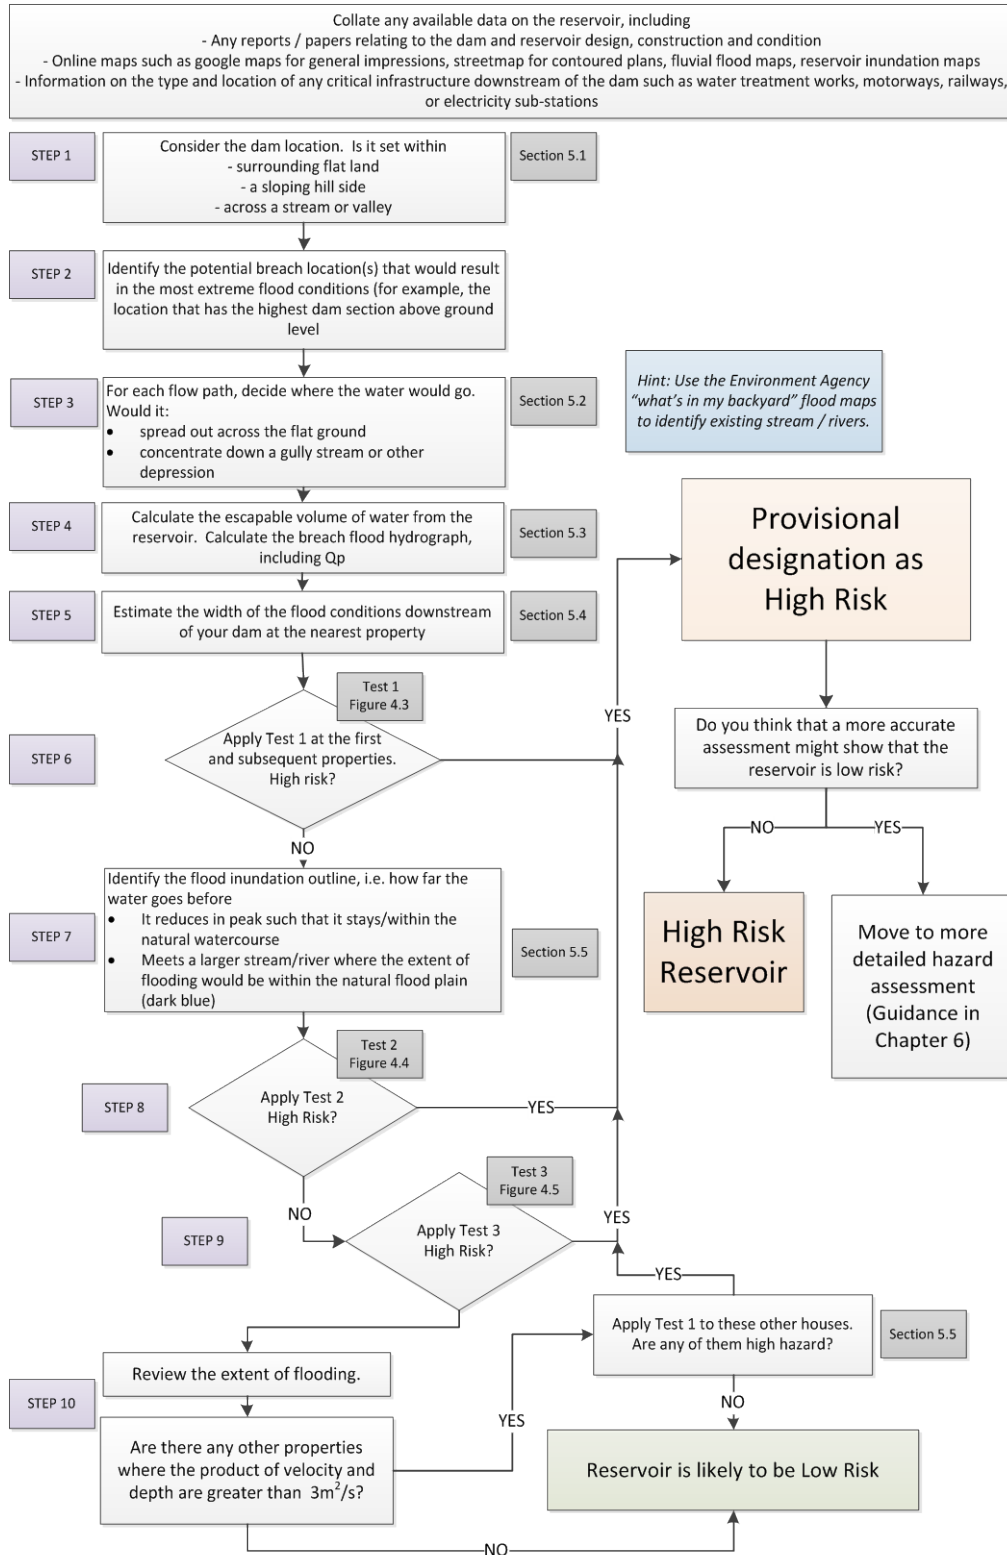 Collate any available data on the reservoir, including
- Any reports / papers relating to the dam and reservoir design, construction and condition
- Online maps such as google maps for general impressions, streetmap for contoured plans, fluvial flood maps, reservoir inundation maps
- Information on the type and location of any critical infrastructure downstream of the dam such as water treatment works, motorways, railways,
or electricity sub-stations
STEP 1
Consider the dam location.  Is it set within
- surrounding flat land
- a sloping hill side
- across a stream or valley
Section 5.1
STEP 2
Identify the potential breach location(s) that would result
in the most extreme flood conditions (for example, the
location that has the highest dam section above ground
level
STEP 3
For each flow path, decide where the water would go.
Would it:
• spread out across the flat ground
• concentrate down a gully stream or other
depression
Section 5.2
Hint: Use the Environment Agency
“what’s in my backyard” flood maps
to identify existing stream / rivers.
STEP 4
Calculate the escapable volume of water from the
reservoir.  Calculate the breach flood hydrograph,
including Qp
Section 5.3
Provisional
designation as
High Risk
STEP 5
Estimate the width of the flood conditions downstream
of your dam at the nearest property
Section 5.4
Test 1
Figure 4.3
STEP 6
Apply Test 1 at the first
and subsequent properties.
High risk?
YES
NO
Do you think that a more accurate
assessment might show that the
reservoir is low risk?
NO
YES
High Risk
Reservoir
Move to more
detailed hazard
assessment
(Guidance in
Chapter 6)
STEP 7
Identify the flood inundation outline, i.e. how far the
water goes before
• It reduces in peak such that it stays/within the
natural watercourse
• Meets a larger stream/river where the extent of
flooding would be within the natural flood plain
(dark blue)
Section 5.5
Test 2
Figure 4.4
STEP 8
Apply Test 2
High Risk?
YES
NO
Test 3
Figure 4.5
STEP 9
Apply Test 3
High Risk?
YES
YES
Apply Test 1 to these other houses.
Are any of them high hazard?
Section 5.5
Review the extent of flooding.
STEP 10
Are there any other properties
where the product of velocity and
depth are greater than  3m²/s?
YES
NO
Reservoir is likely to be Low Risk
NO